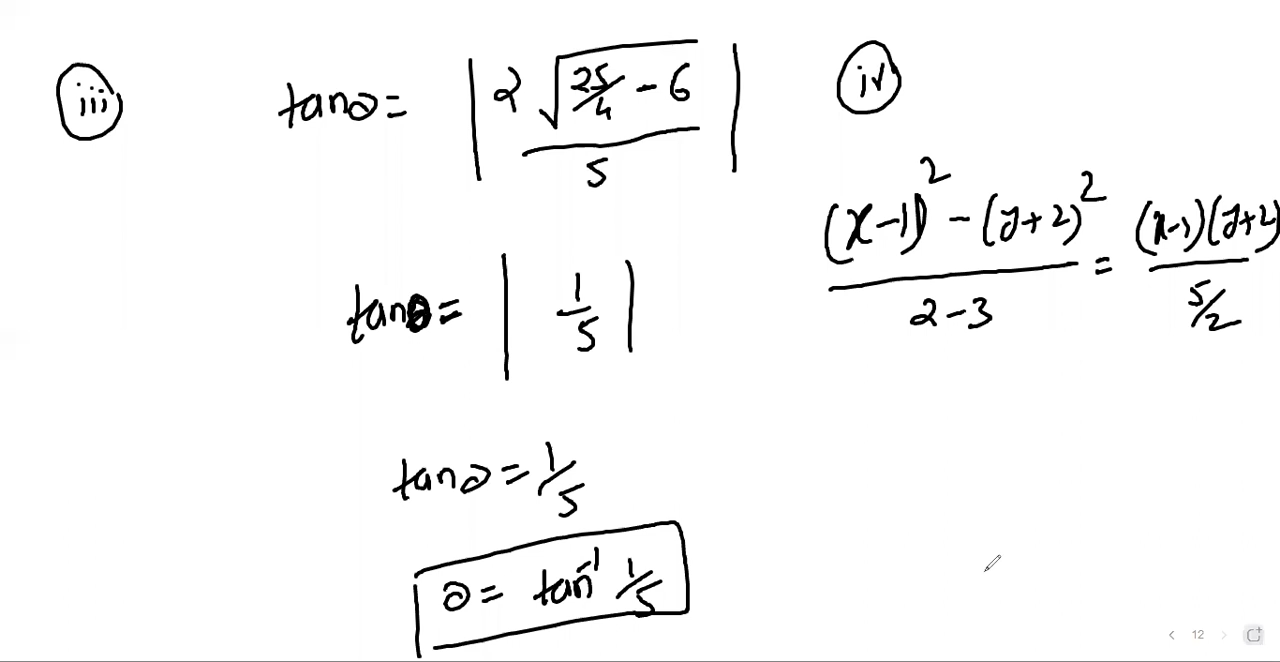 iii
tanθ = | 2 √(25/4 - 6) / 5 |
tanθ = | 1/5 |
tanθ = 1/5
θ = tan⁻¹ 1/5
iv
(x-1)² - (y+2)² / 2-3 = (x-1)(y+2) / 5/2
12